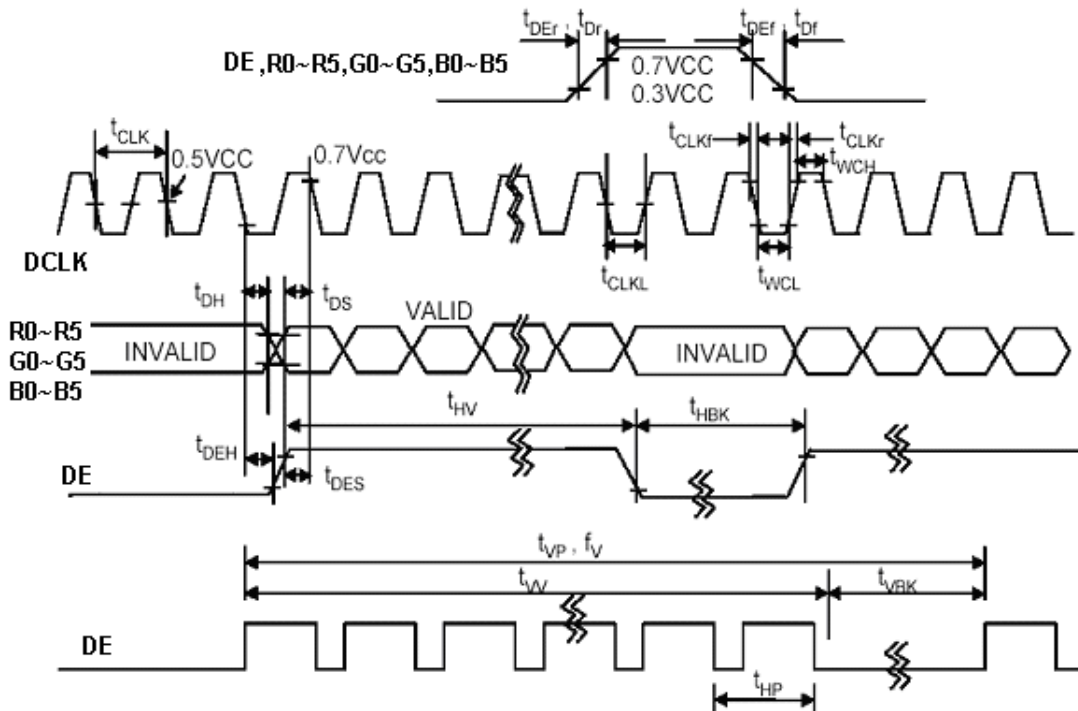 tDEr , tDr
tDEf , tDf
DE ,R0~R5,G0~G5,B0~B5
0.7VCC
0.3VCC
tCLK
0.5VCC
0.7Vcc
tCLKf
tCLKr
tWCH
DCLK
tCLKL
tWCL
tDH
tDS
VALID
R0~R5
G0~G5
B0~B5
INVALID
INVALID
tHV
tHBK
tDEH
tDES
DE
tVP , fV
tVV
tVBK
DE
tHP